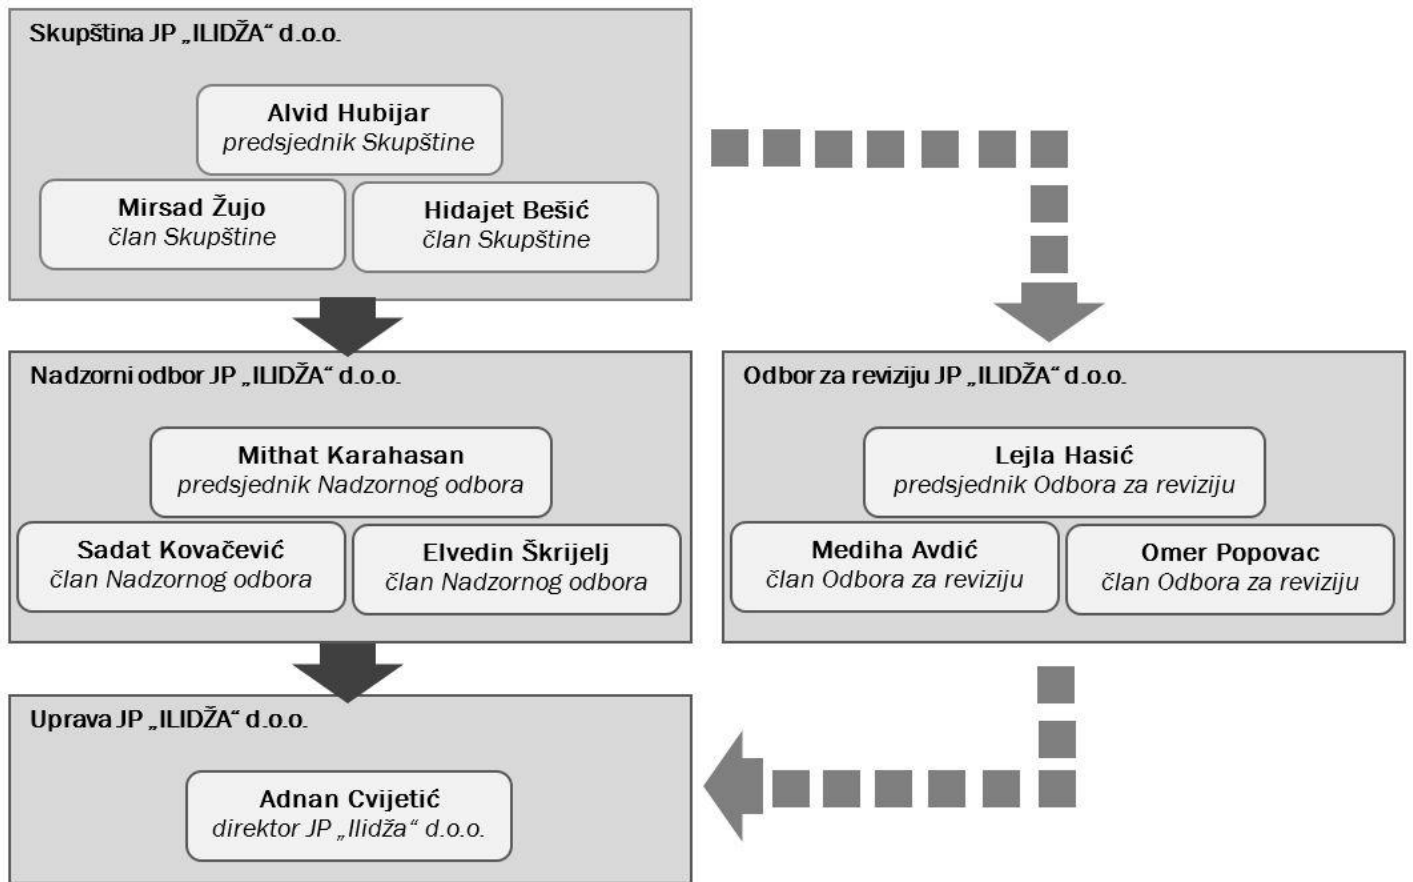 Skupština JP „ILIDŽA“ d.o.o.
Alvid Hubijar
predsjednik Skupštine
Mirsad Žujo
član Skupštine
Hidajet Bešić
član Skupštine
Nadzorni odbor JP „ILIDŽA“ d.o.o.
Mithat Karahasan
predsjednik Nadzornog odbora
Sadat Kovačević
član Nadzornog odbora
Elvedin Škrijelj
član Nadzornog odbora
Odbor za reviziju JP „ILIDŽA“ d.o.o.
Lejla Hasić
predsjednik Odbora za reviziju
Mediha Avdić
član Odbora za reviziju
Omer Popovac
član Odbora za reviziju
Uprava JP „ILIDŽA“ d.o.o.
Adnan Cvijetić
direktor JP „Ilidža“ d.o.o.